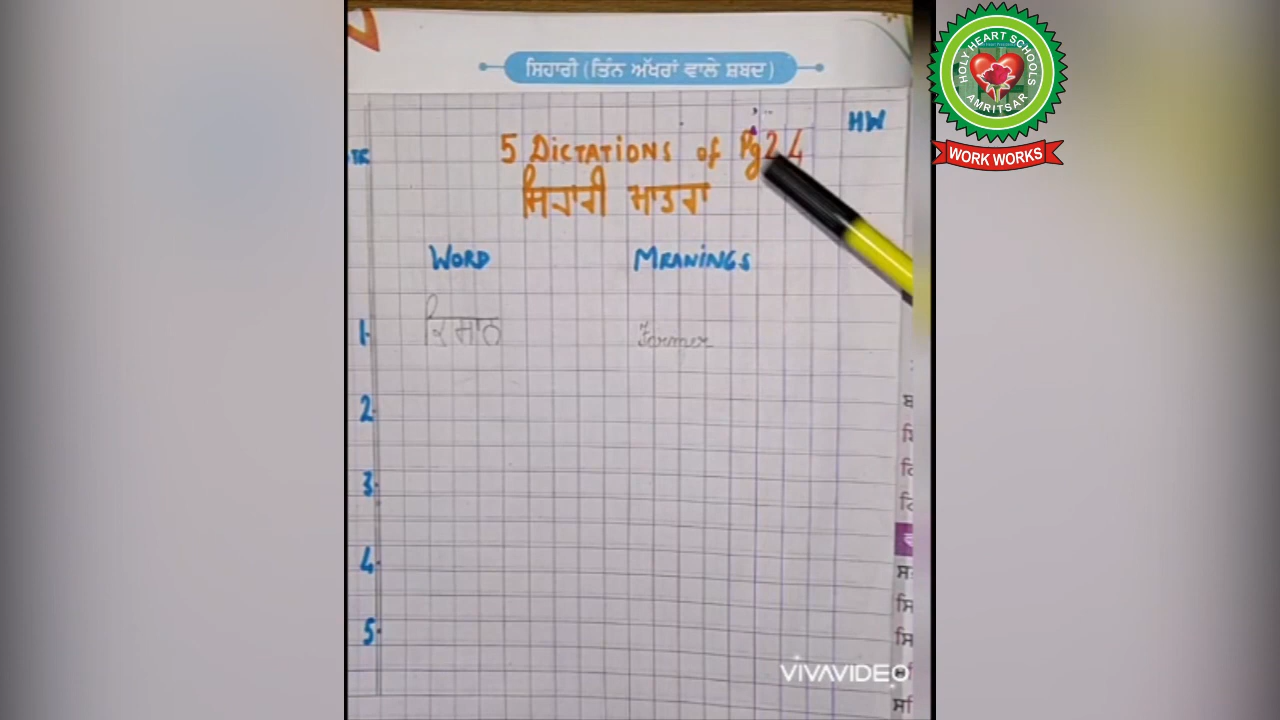 ਸਿਹਾਰੀ (ਤਿੰਨ ਅੱਖਰਾਂ ਵਾਲੇ ਸ਼ਬਦ)
HW
5 Dictations of Pg 24
ਸਿਹਾਰੀ ਮਾਤਰਾ
WORD MEANINGS
1. ਕਿਸਾਨ Farmer
2.
3.
4.
5.
HOLY HEART SCHOOLS
AMRITSAR
WORK WORKS
VIVAVIDEO